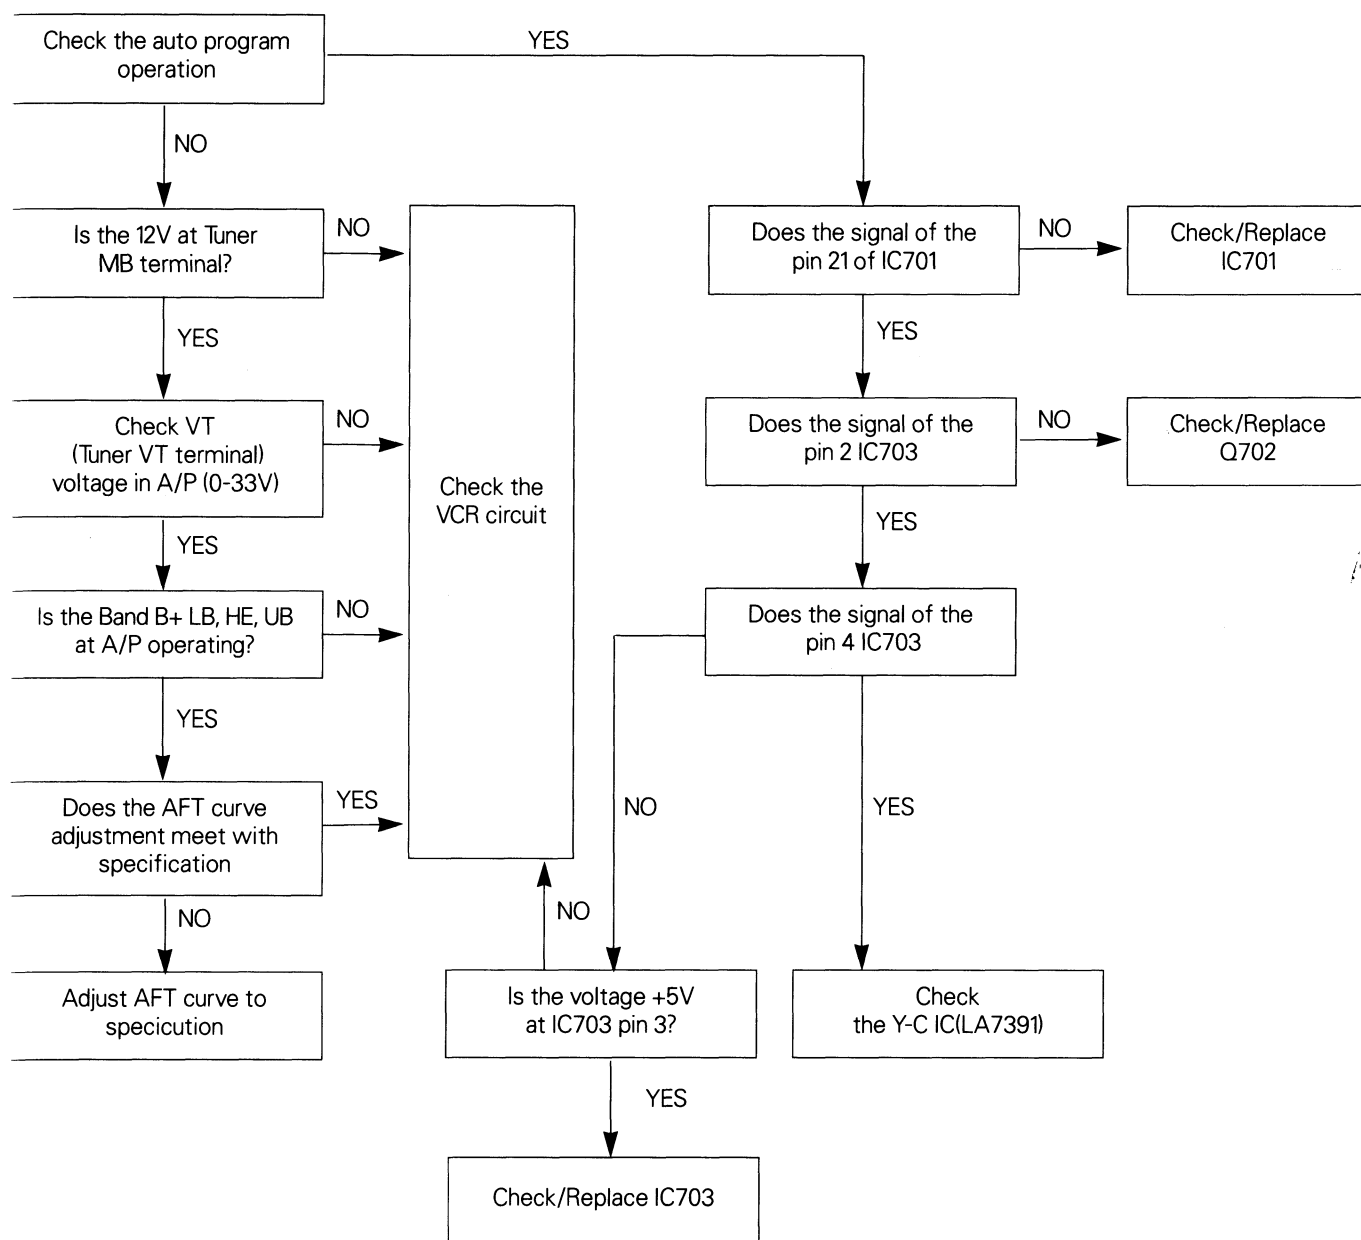 Check the auto program
operation
YES
NO
Is the 12V at Tuner
MB terminal?
NO
YES
Check VT
(Tuner VT terminal)
voltage in A/P (0-33V)
NO
YES
Is the Band B+ LB, HE, UB
at A/P operating?
NO
YES
Does the AFT curve
adjustment meet with
specification
YES
NO
Adjust AFT curve to
specicution
Check the
VCR circuit
Does the signal of the
pin 21 of IC701
NO
Check/Replace
IC701
YES
Does the signal of the
pin 2 IC703
NO
Check/Replace
Q702
YES
Does the signal of the
pin 4 IC703
NO
YES
NO
Is the voltage +5V
at IC703 pin 3?
Check
the Y-C IC(LA7391)
YES
Check/Replace IC703